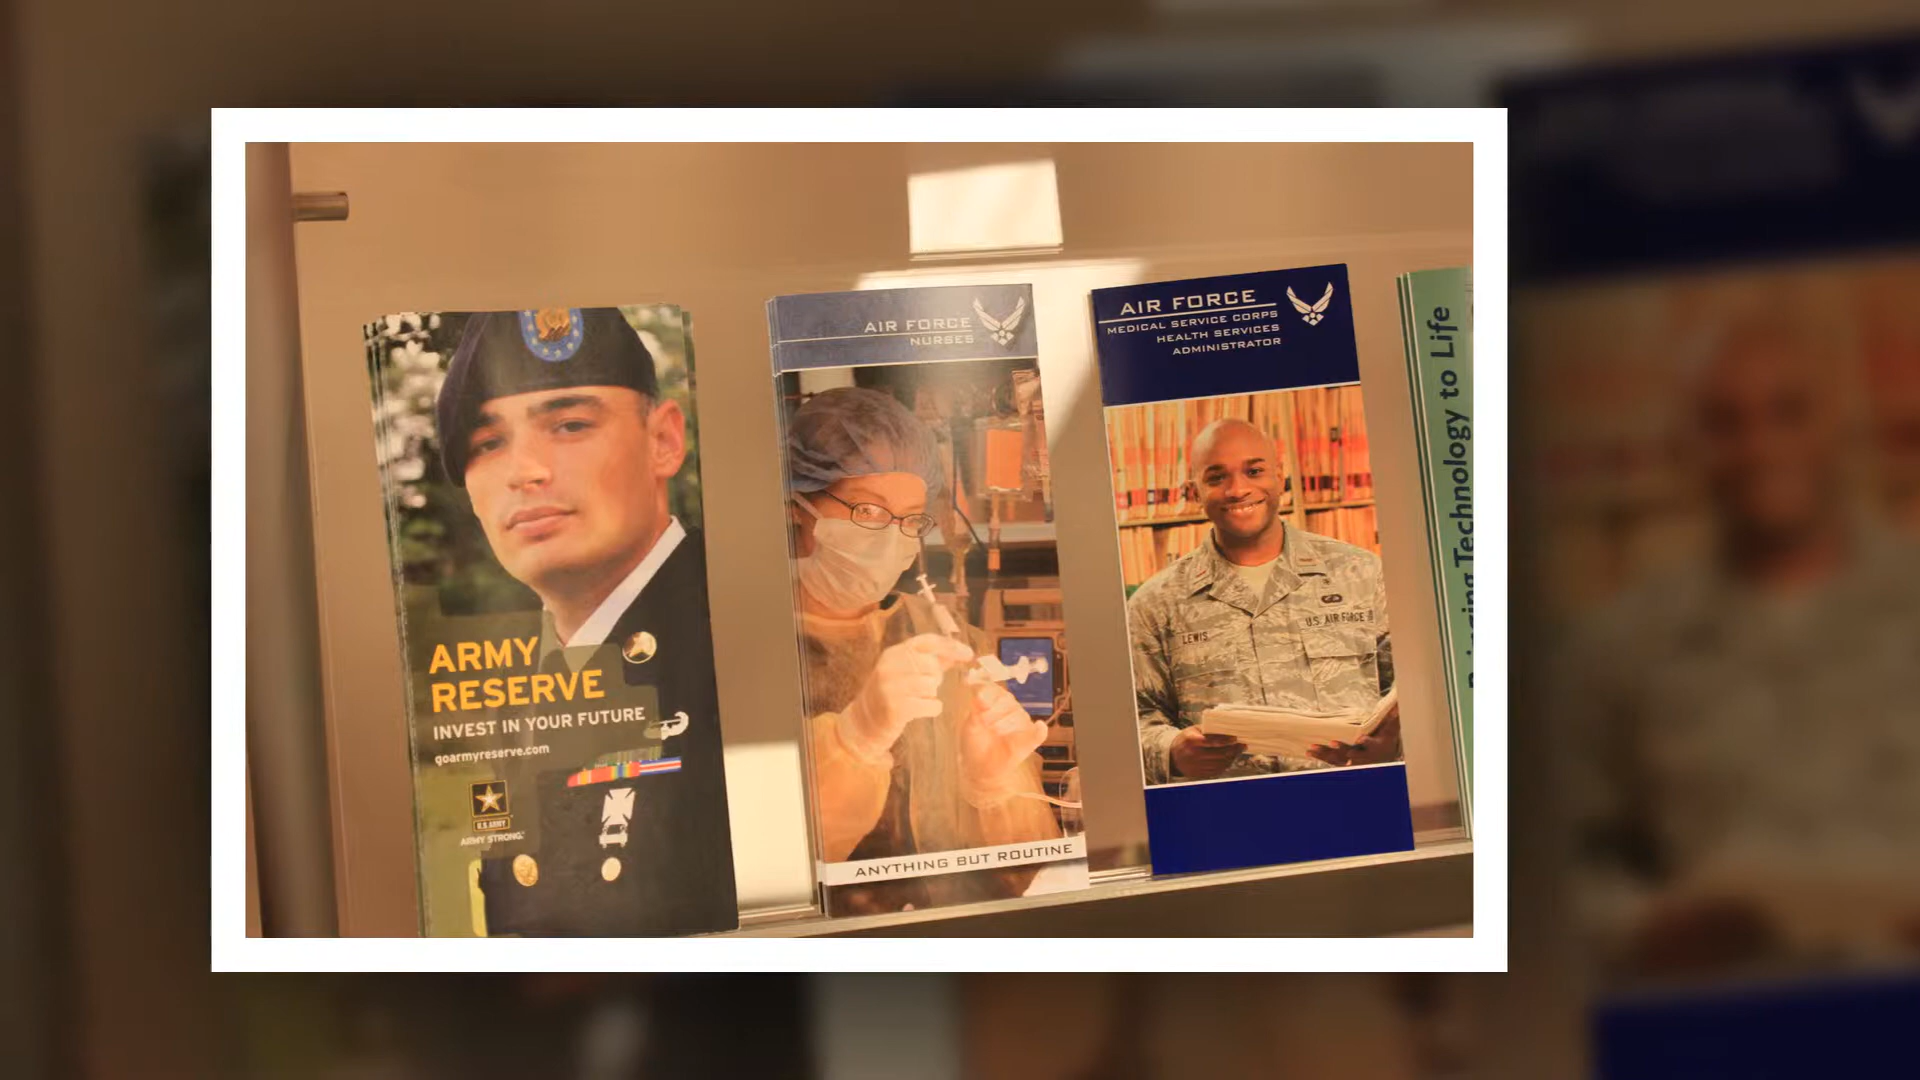 ARMY
RESERVE
INVEST IN YOUR FUTURE
goarmyreserve.com
U.S. ARMY
ARMY STRONG.
AIR FORCE
NURSES
ANYTHING BUT ROUTINE
AIR FORCE
MEDICAL SERVICE CORPS
HEALTH SERVICES
ADMINISTRATOR
LEWIS
U.S. AIR FORCE
Technology to Life